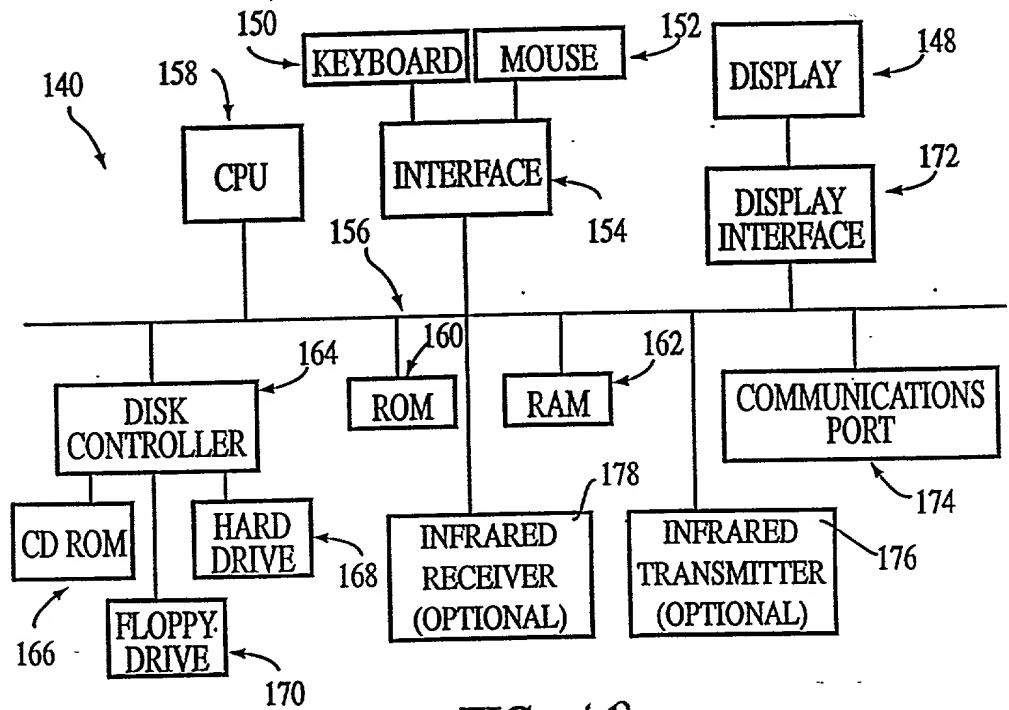 150
KEYBOARD
MOUSE
152
DISPLAY
148
140
158
CPU
INTERFACE
154
DISPLAY
INTERFACE
172
156
160
164
162
DISK
CONTROLLER
ROM
RAM
COMMUNICATIONS
PORT
174
CD ROM
166
HARD
DRIVE
168
FLOPPY
DRIVE
170
178
INFRARED
RECEIVER
(OPTIONAL)
INFRARED
TRANSMITTER
(OPTIONAL)
176